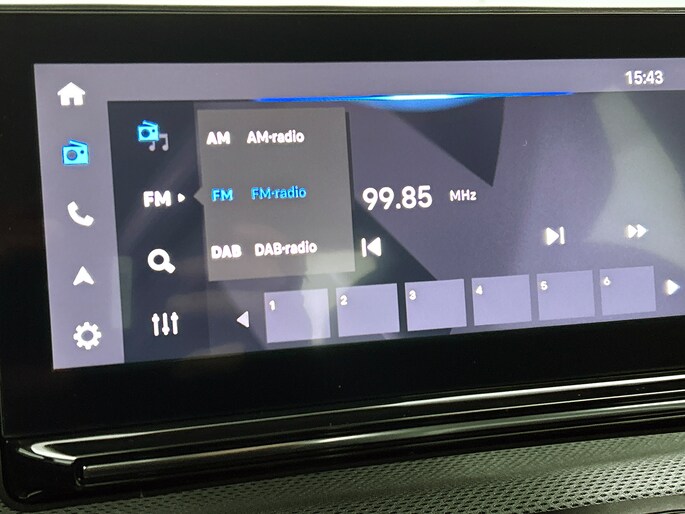 15:43
AM AM-radio
FM
FM FM-radio
99.85 MHz
DAB DAB-radio
1 2 3 4 5 6